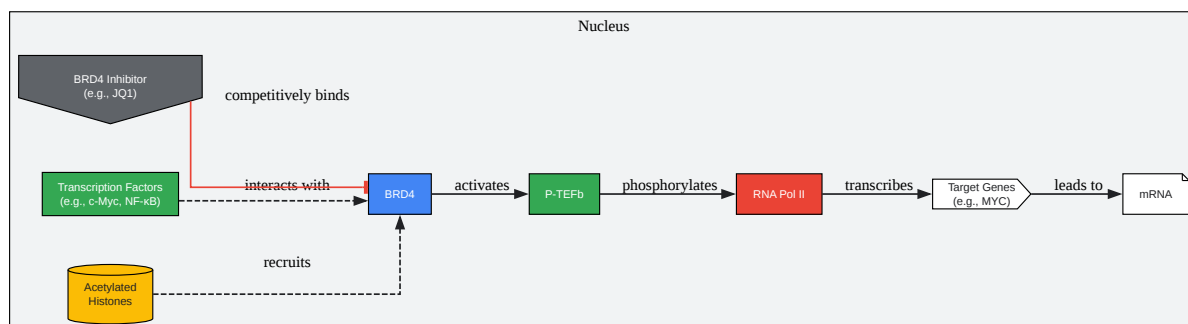 Nucleus
BRD4 Inhibitor
(e.g., JQ1)
competitively binds
Transcription Factors
(e.g., c-Myc, NF-κB)
interacts with
BRD4
activates
P-TEFb
phosphorylates
RNA Pol II
transcribes
Target Genes
(e.g., MYC)
leads to
mRNA
recruits
Acetylated
Histones